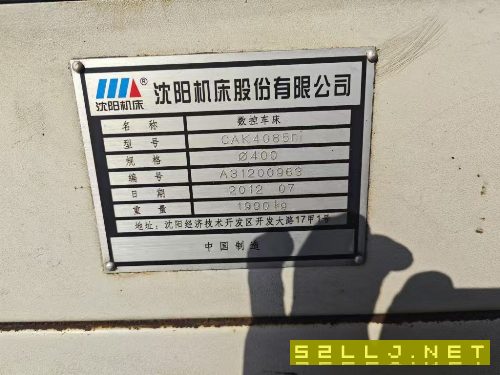 沈阳机床® 沈阳机床股份有限公司
名称 数控车床
型号 CAK4085ni
规格 Ø400
编号 A31200963
日期 2012 07
重量 1900kg
地址: 沈阳经济技术开发区开发大路17甲1号
中国制造
52LLJ.NET